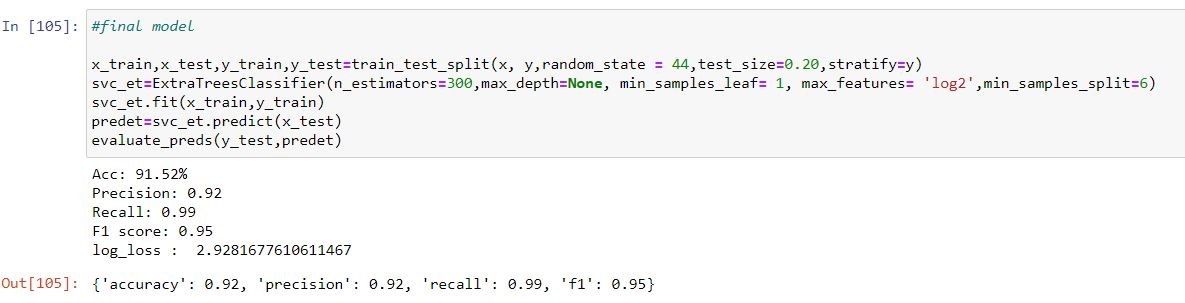 In [105]: #final model
x_train,x_test,y_train,y_test=train_test_split(x, y,random_state = 44,test_size=0.20,stratify=y)
svc_et=ExtraTreesClassifier(n_estimators=300,max_depth=None, min_samples_leaf= 1, max_features= 'log2',min_samples_split=6)
svc_et.fit(x_train,y_train)
predet=svc_et.predict(x_test)
evaluate_preds(y_test,predet)
Acc: 91.52%
Precision: 0.92
Recall: 0.99
F1 score: 0.95
log_loss :  2.9281677610611467
Out[105]: {'accuracy': 0.92, 'precision': 0.92, 'recall': 0.99, 'f1': 0.95}